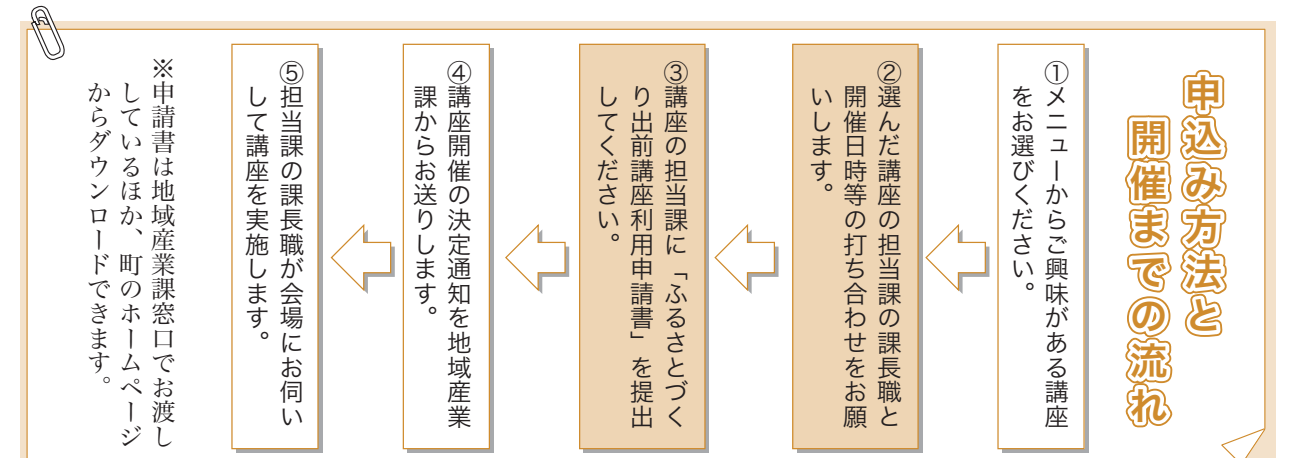 申込み方法と
開催までの流れ
①メニューからご興味がある講座
をお選びください。
②選んだ講座の担当課の課長職と
開催日時等の打ち合わせをお願
いします。
③講座の担当課に「ふるさとづく
り出前講座利用申請書」を提出
してください。
④講座開催の決定通知を地域産業
課からお送りします。
⑤担当課の課長職が会場にお伺い
して講座を実施します。
※申請書は地域産業課窓口でお渡し
しているほか、町のホームページ
からダウンロードできます。